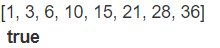 [1, 3, 6, 10, 15, 21, 28, 36]
true